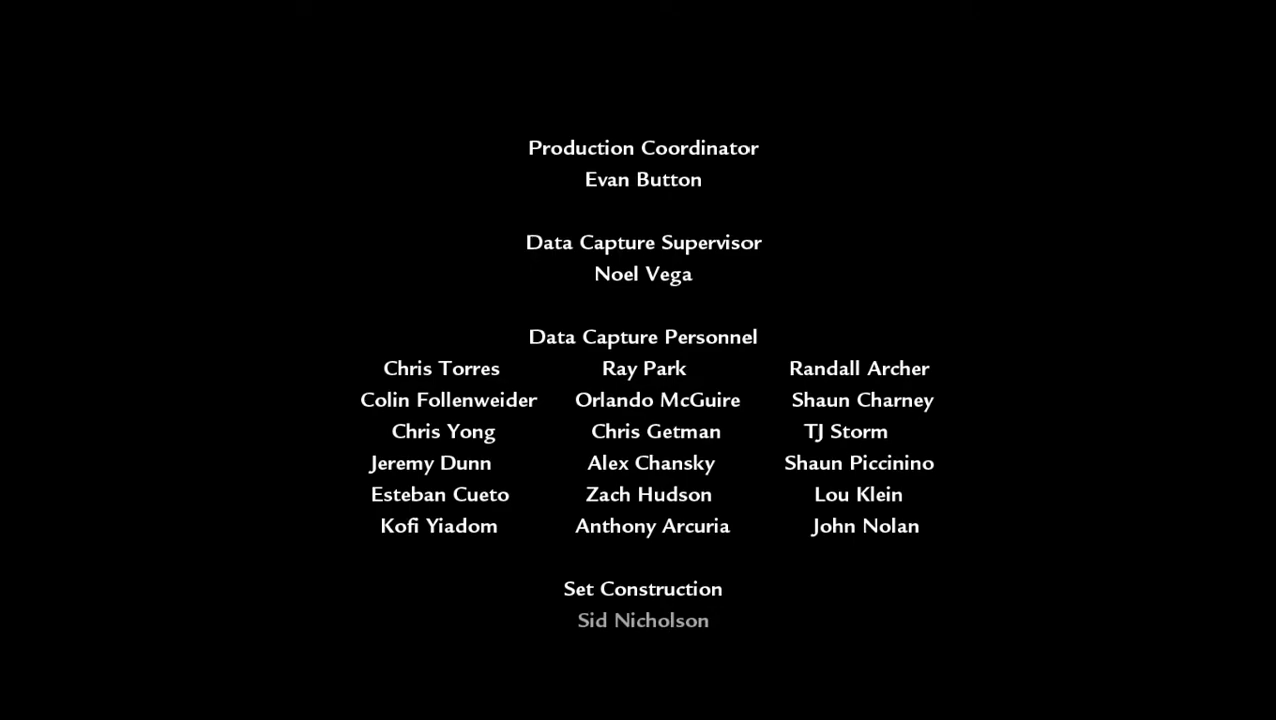 Production Coordinator
Evan Button
Data Capture Supervisor
Noel Vega
Data Capture Personnel
Chris Torres Ray Park Randall Archer
Colin Follenweider Orlando McGuire Shaun Charney
Chris Yong Chris Getman TJ Storm
Jeremy Dunn Alex Chansky Shaun Piccinino
Esteban Cueto Zach Hudson Lou Klein
Kofi Yiadom Anthony Arcuria John Nolan
Set Construction
Sid Nicholson